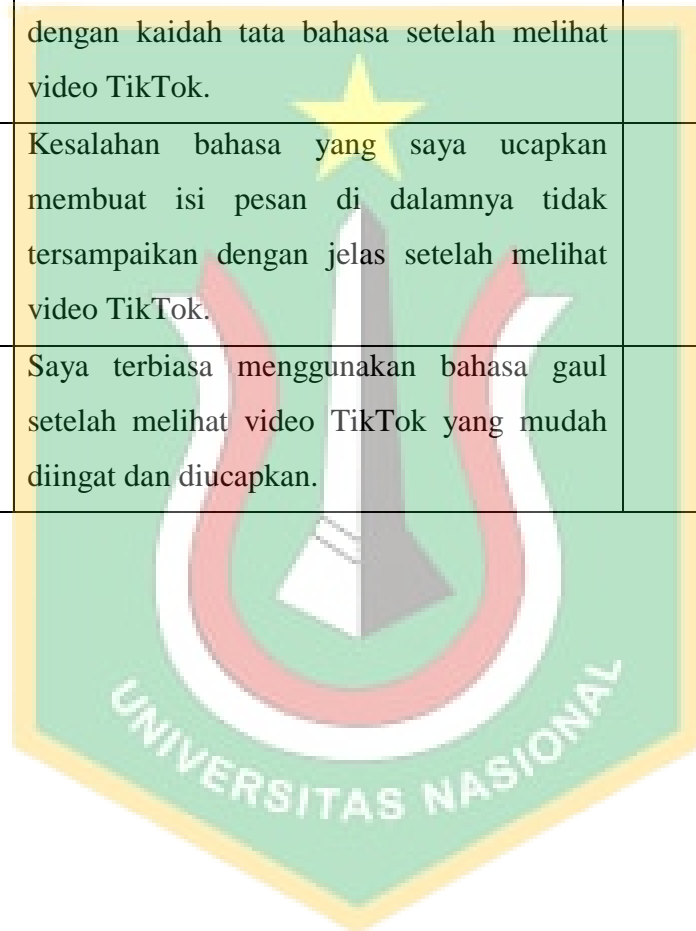 dengan kaidah tata bahasa setelah melihat
video TikTok.
Kesalahan bahasa yang saya ucapkan
membuat isi pesan di dalamnya tidak
tersampaikan dengan jelas setelah melihat
video TikTok.
Saya terbiasa menggunakan bahasa gaul
setelah melihat video TikTok yang mudah
diingat dan diucapkan.
UNIVERSITAS NASIONAL